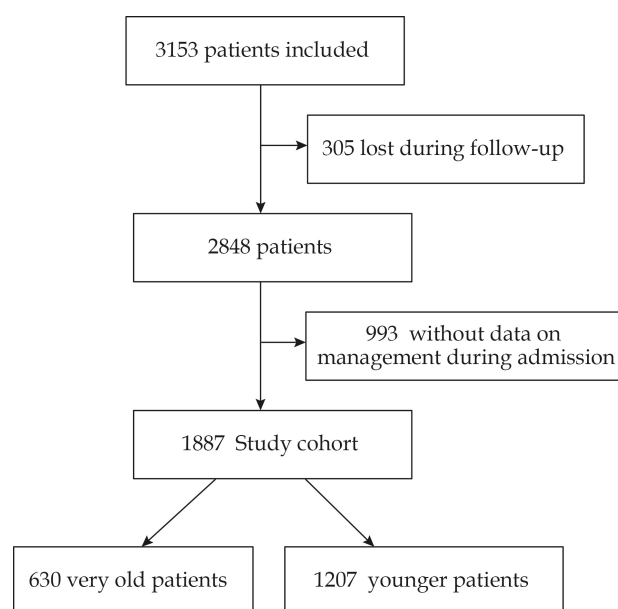 3153 patients included
305 lost during follow-up
2848 patients
993 without data on
management during admission
1887 Study cohort
630 very old patients
1207 younger patients